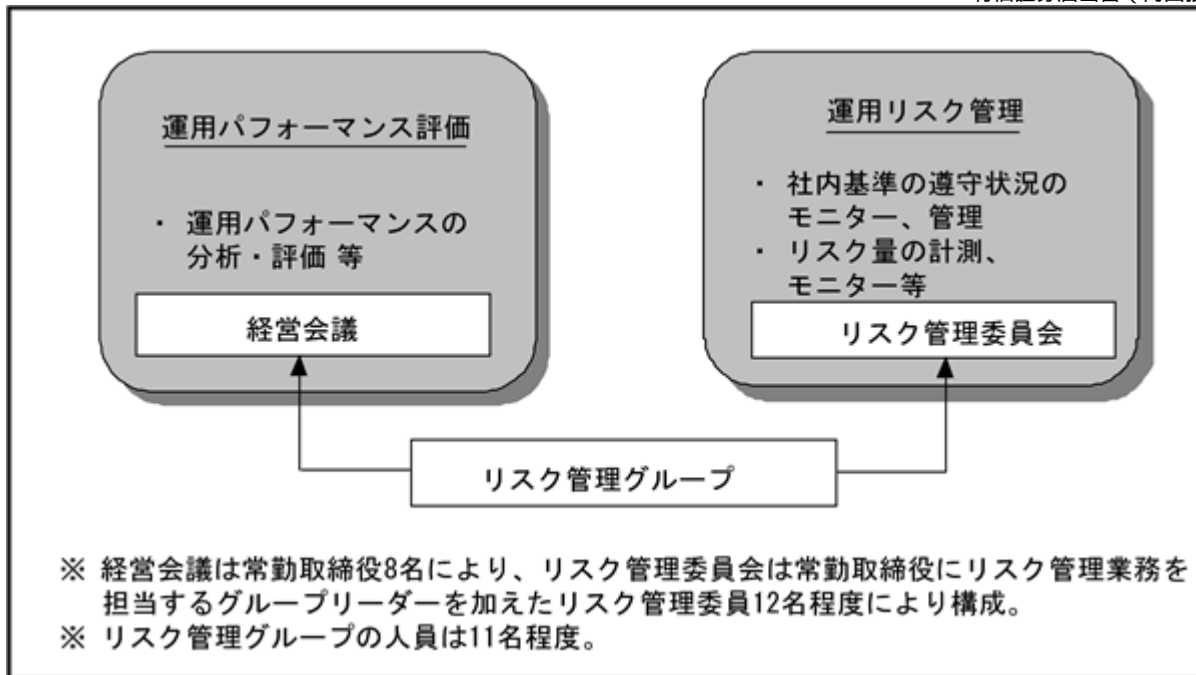 運用パフォーマンス評価
・ 運用パフォーマンスの
分析・評価 等
経営会議
運用リスク管理
・ 社内基準の遵守状況の
モニター、管理
・ リスク量の計測、
モニター等
リスク管理委員会
リスク管理グループ
※ 経営会議は常勤取締役8名により、リスク管理委員会は常勤取締役にリスク管理業務を
担当するグループリーダーを加えたリスク管理委員12名程度により構成。
※ リスク管理グループの人員は11名程度。